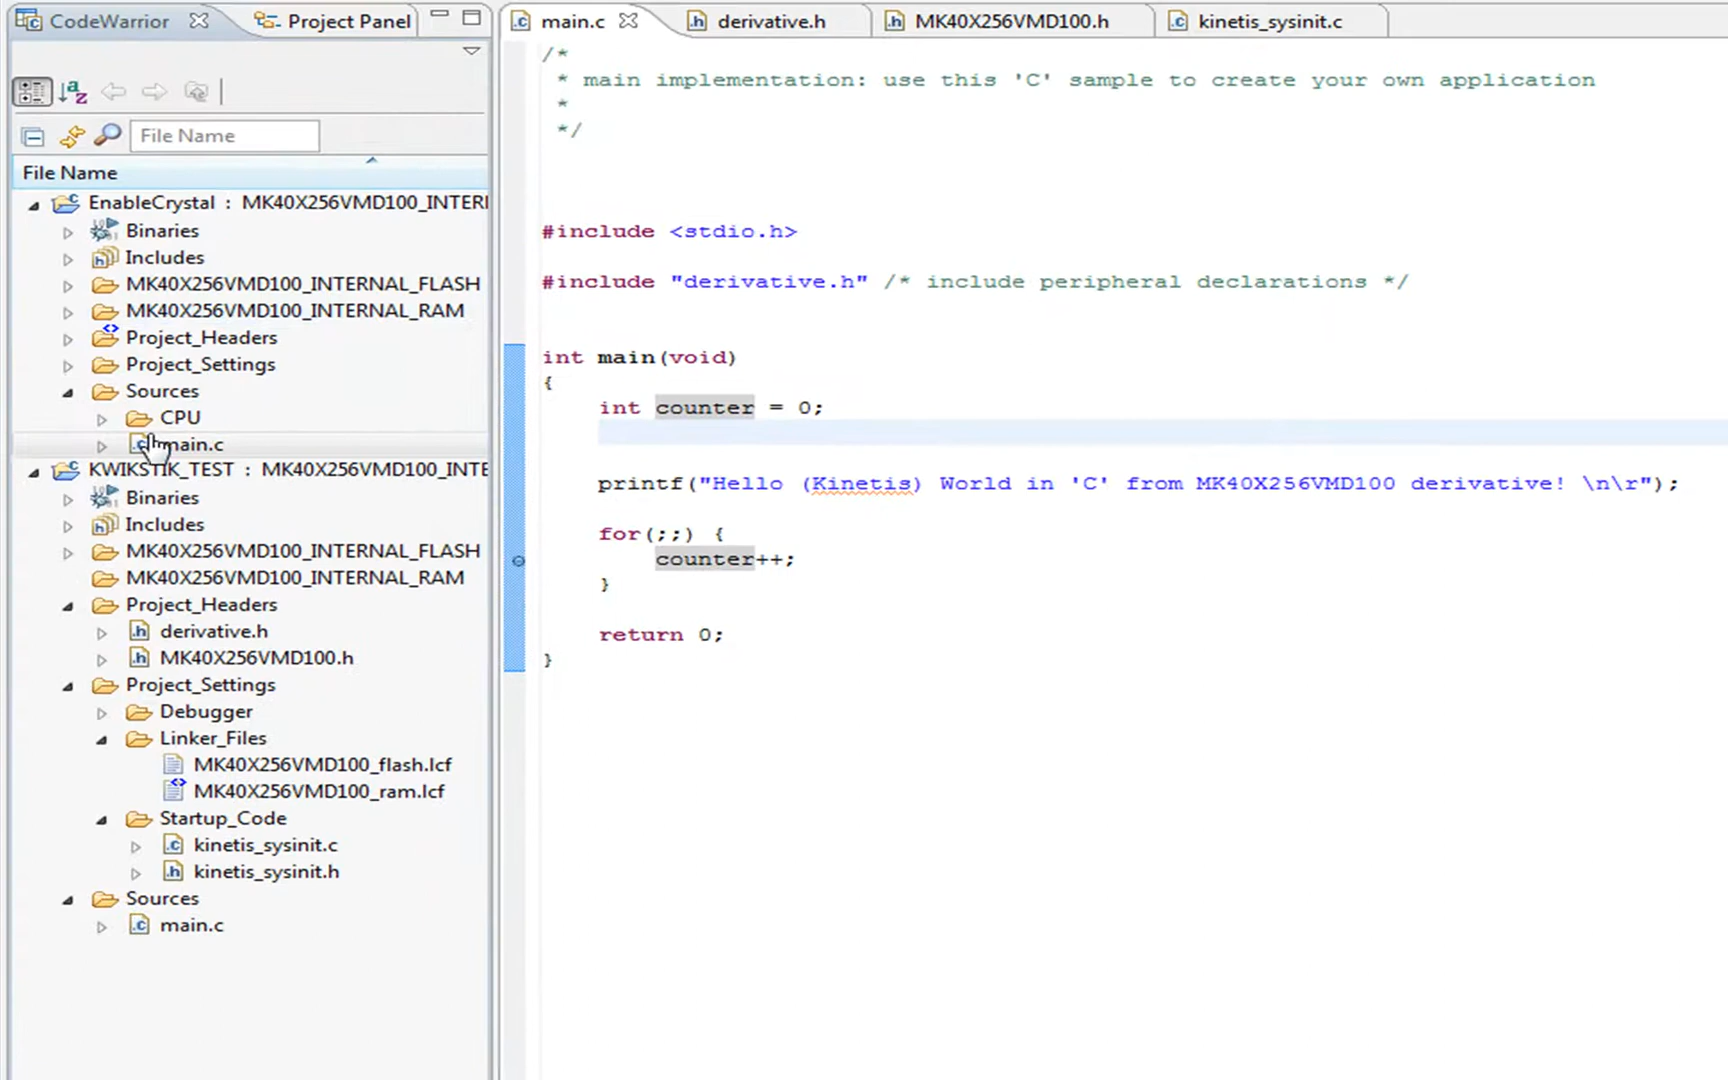 CodeWarrior
Project Panel
File Name
File Name
EnableCrystal : MK40X256VMD100_INTERI
Binaries
Includes
MK40X256VMD100_INTERNAL_FLASH
MK40X256VMD100_INTERNAL_RAM
Project_Headers
Project_Settings
Sources
CPU
main.c
KWIKSTIK_TEST : MK40X256VMD100_INTE
Binaries
Includes
MK40X256VMD100_INTERNAL_FLASH
MK40X256VMD100_INTERNAL_RAM
Project_Headers
derivative.h
MK40X256VMD100.h
Project_Settings
Debugger
Linker_Files
MK40X256VMD100_flash.lcf
MK40X256VMD100_ram.lcf
Startup_Code
kinetis_sysinit.c
kinetis_sysinit.h
Sources
main.c
main.c
derivative.h
MK40X256VMD100.h
kinetis_sysinit.c
/*
* main implementation: use this 'C' sample to create your own application
*
*/
#include <stdio.h>
#include "derivative.h" /* include peripheral declarations */
int main(void)
{
int counter = 0;
printf("Hello (Kinetis) World in 'C' from MK40X256VMD100 derivative! \n\r");
for(;;) {
counter++;
}
return 0;
}